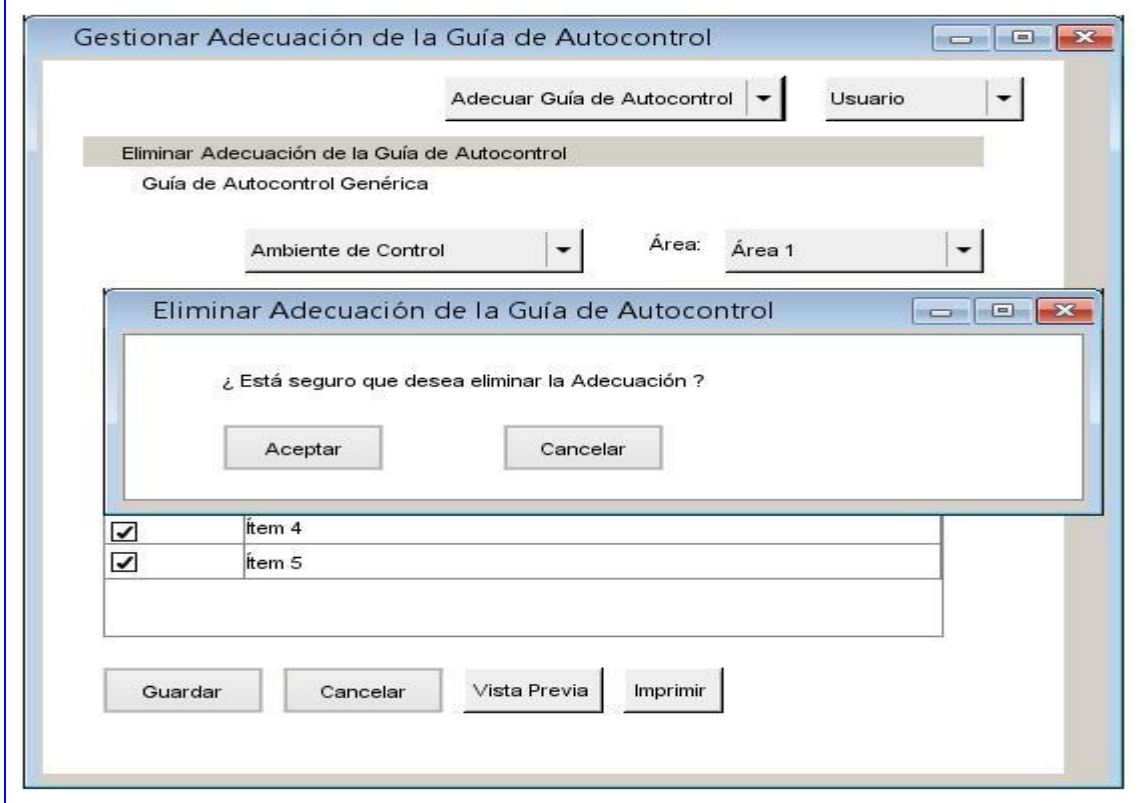 Gestionar Adecuación de la Guía de Autocontrol
Adecuar Guía de Autocontrol Usuario
Eliminar Adecuación de la Guía de Autocontrol
Guía de Autocontrol Genérica
Ambiente de Control Área: Área 1
Eliminar Adecuación de la Guía de Autocontrol
¿ Está seguro que desea eliminar la Adecuación ?
Aceptar Cancelar
Ítem 4
Ítem 5
Guardar Cancelar Vista Previa Imprimir